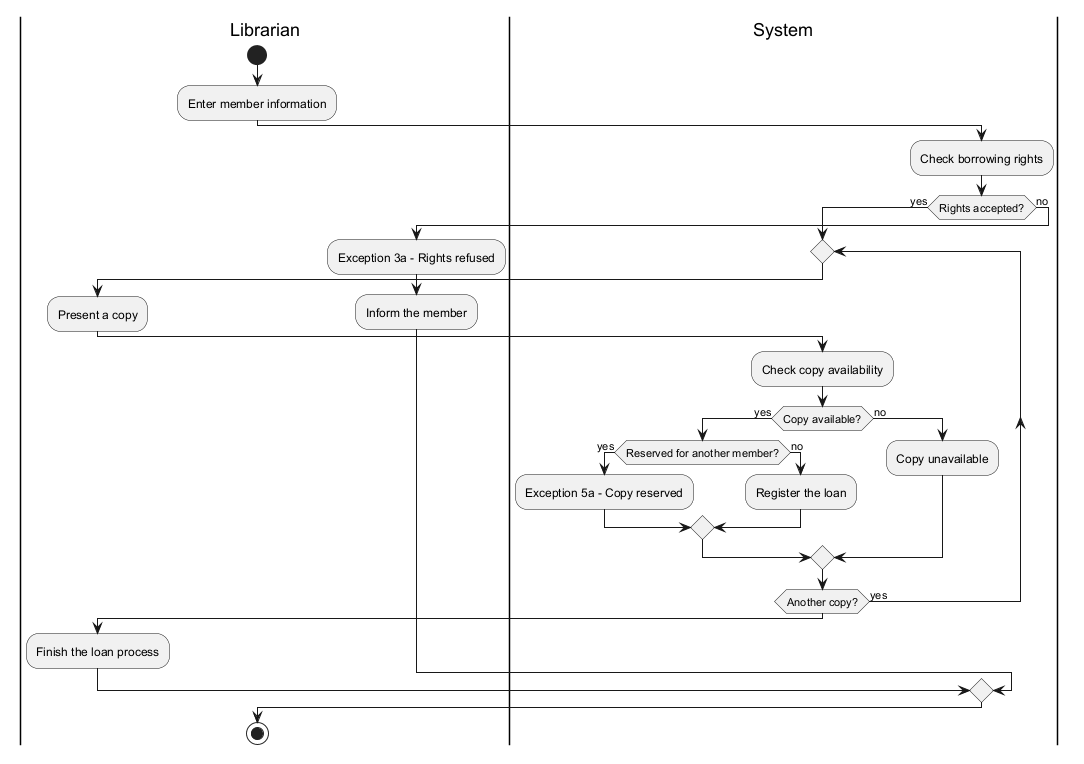 Librarian
System
Enter member information
Check borrowing rights
yes
Rights accepted?
no
Exception 3a - Rights refused
Present a copy
Inform the member
Check copy availability
yes
Copy available?
no
yes
Reserved for another member?
no
Copy unavailable
Exception 5a - Copy reserved
Register the loan
Another copy?
yes
Finish the loan process